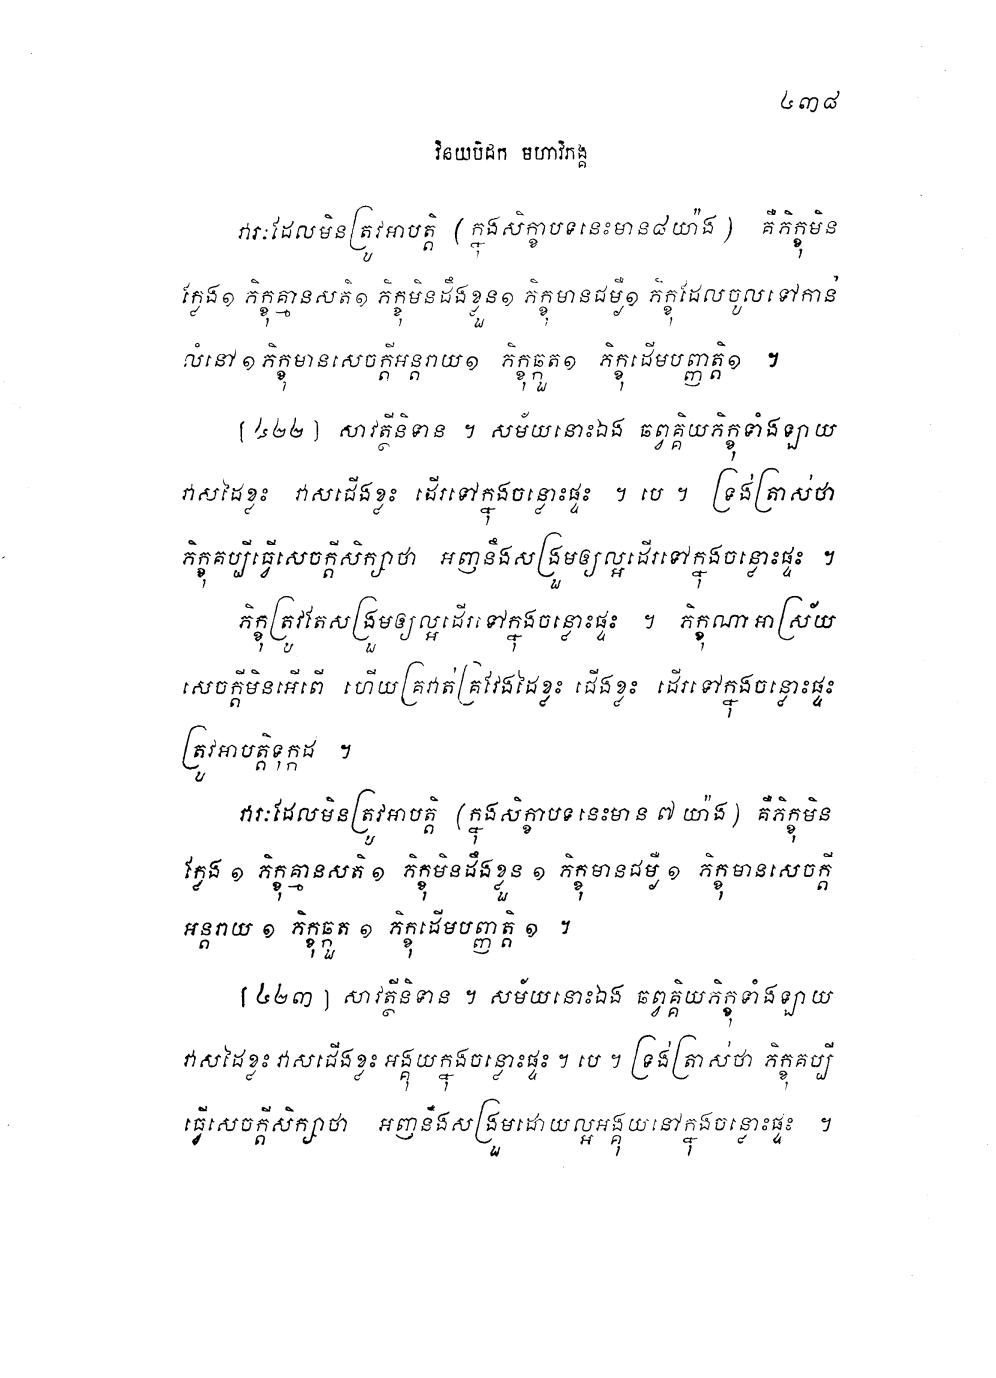 ៤៣៨
វិនយបិដក មហាវិភង្គ
វារៈដែលមិនត្រូវអាបត្តិ (ក្នុងសិក្ខាបទនេះមាន៨យ៉ាង) គឺភិក្ខុមិន
ក្លែង១ ភិក្ខុគ្មានសតិ១ ភិក្ខុមិនដឹងខ្លួន១ ភិក្ខុមានជម្ងឺ១ ភិក្ខុដែលចូលទៅកាន់
លំនៅ១ ភិក្ខុមានសេចក្តីអន្តរាយ១ ភិក្ខុឆ្កួត១ ភិក្ខុដើមបញ្ញត្តិ១ ។
[៤២២] សាវត្ថីនិទាន ។ សម័យនោះឯង ឆព្វគ្គិយភិក្ខុទាំងឡាយ
វាសដៃខ្លះ វាសជើងខ្លះ ដើរទៅក្នុងចន្លោះផ្ទះ ។ បេ ។ ទ្រង់ត្រាស់ថា
ភិក្ខុគប្បីធ្វើសេចក្តីសិក្សាថា អញនឹងសង្រួមឲ្យល្អដើរទៅក្នុងចន្លោះផ្ទះ ។
ភិក្ខុត្រូវតែសង្រួមឲ្យល្អដើរទៅក្នុងចន្លោះផ្ទះ ។ ភិក្ខុណាអាស្រ័យ
សេចក្តីមិនអើពើ ហើយគ្រវាត់គ្រវែងដៃខ្លះ ជើងខ្លះ ដើរទៅក្នុងចន្លោះផ្ទះ
ត្រូវអាបត្តិទុក្កដ ។
វារៈដែលមិនត្រូវអាបត្តិ (ក្នុងសិក្ខាបទនេះមាន ៧ យ៉ាង) គឺភិក្ខុមិន
ក្លែង ១ ភិក្ខុគ្មានសតិ ១ ភិក្ខុមិនដឹងខ្លួន ១ ភិក្ខុមានជម្ងឺ ១ ភិក្ខុមានសេចក្តី
អន្តរាយ ១ ភិក្ខុឆ្កួត ១ ភិក្ខុដើមបញ្ញត្តិ ១ ។
[៤២៣] សាវត្ថីនិទាន ។ សម័យនោះឯង ឆព្វគ្គិយភិក្ខុទាំងឡាយ
វាសដៃខ្លះ វាសជើងខ្លះ អង្គុយក្នុងចន្លោះផ្ទះ ។ បេ ។ ទ្រង់ត្រាស់ថា ភិក្ខុគប្បី
ធ្វើសេចក្តីសិក្សាថា អញនឹងសង្រួមដោយល្អអង្គុយនៅក្នុងចន្លោះផ្ទះ ។